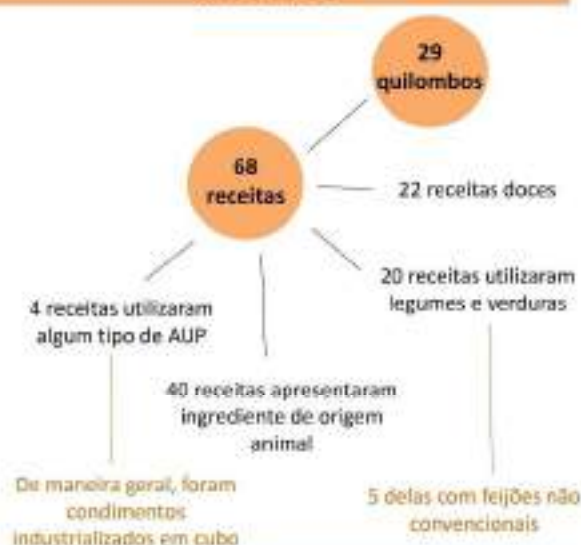 29
quilombos
68
receitas
22 receitas doces
20 receitas utilizaram
legumes e verduras
4 receitas utilizaram
algum tipo de AUP
40 receitas apresentaram
ingrediente de origem
animal
De maneira geral, foram
condimentos
industrializados em cubo
5 delas com feijões não
convencionais